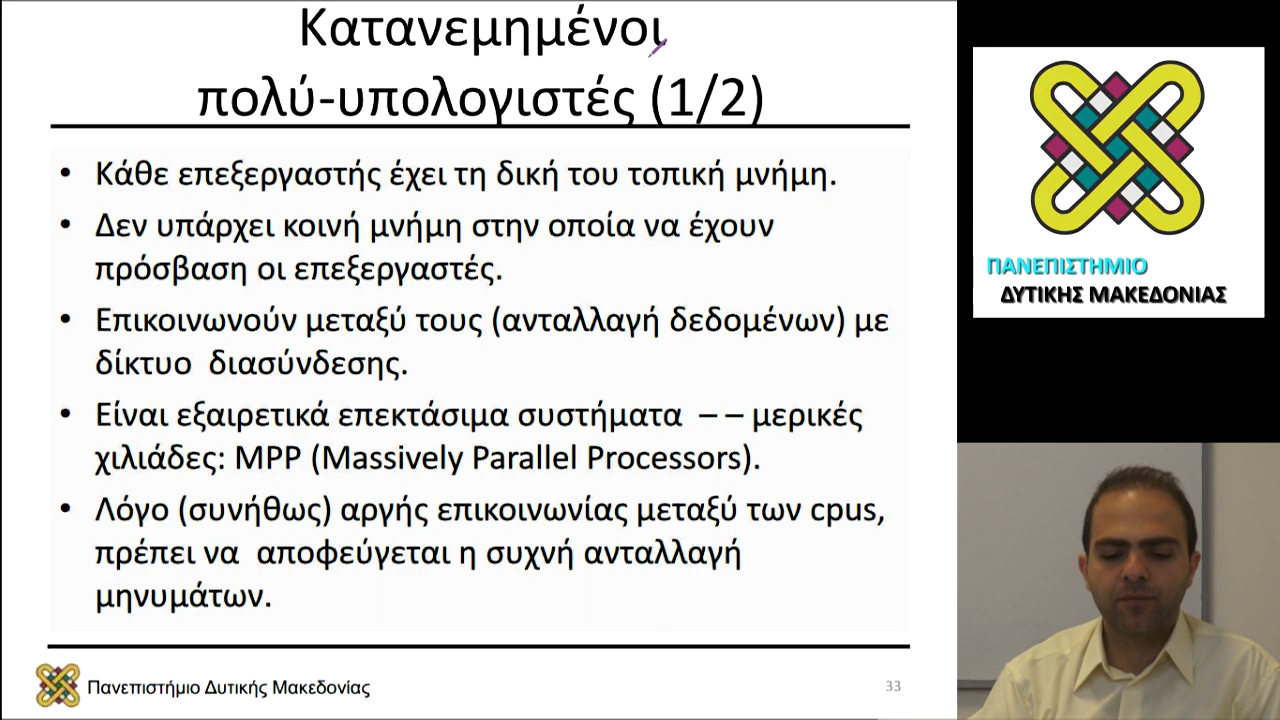 Κατανεμημένοι
πολύ-υπολογιστές (1/2)
• Κάθε επεξεργαστής έχει τη δική του τοπική μνήμη.
• Δεν υπάρχει κοινή μνήμη στην οποία να έχουν
πρόσβαση οι επεξεργαστές.
• Επικοινωνούν μεταξύ τους (ανταλλαγή δεδομένων) με
δίκτυο διασύνδεσης.
• Είναι εξαιρετικά επεκτάσιμα συστήματα – – μερικές
χιλιάδες: MPP (Massively Parallel Processors).
• Λόγο (συνήθως) αργής επικοινωνίας μεταξύ των cpus,
πρέπει να αποφεύγεται η συχνή ανταλλαγή
μηνυμάτων.
Πανεπιστήμιο Δυτικής Μακεδονίας
33
ΠΑΝΕΠΙΣΤΗΜΙΟ
ΔΥΤΙΚΗΣ ΜΑΚΕΔΟΝΙΑΣ